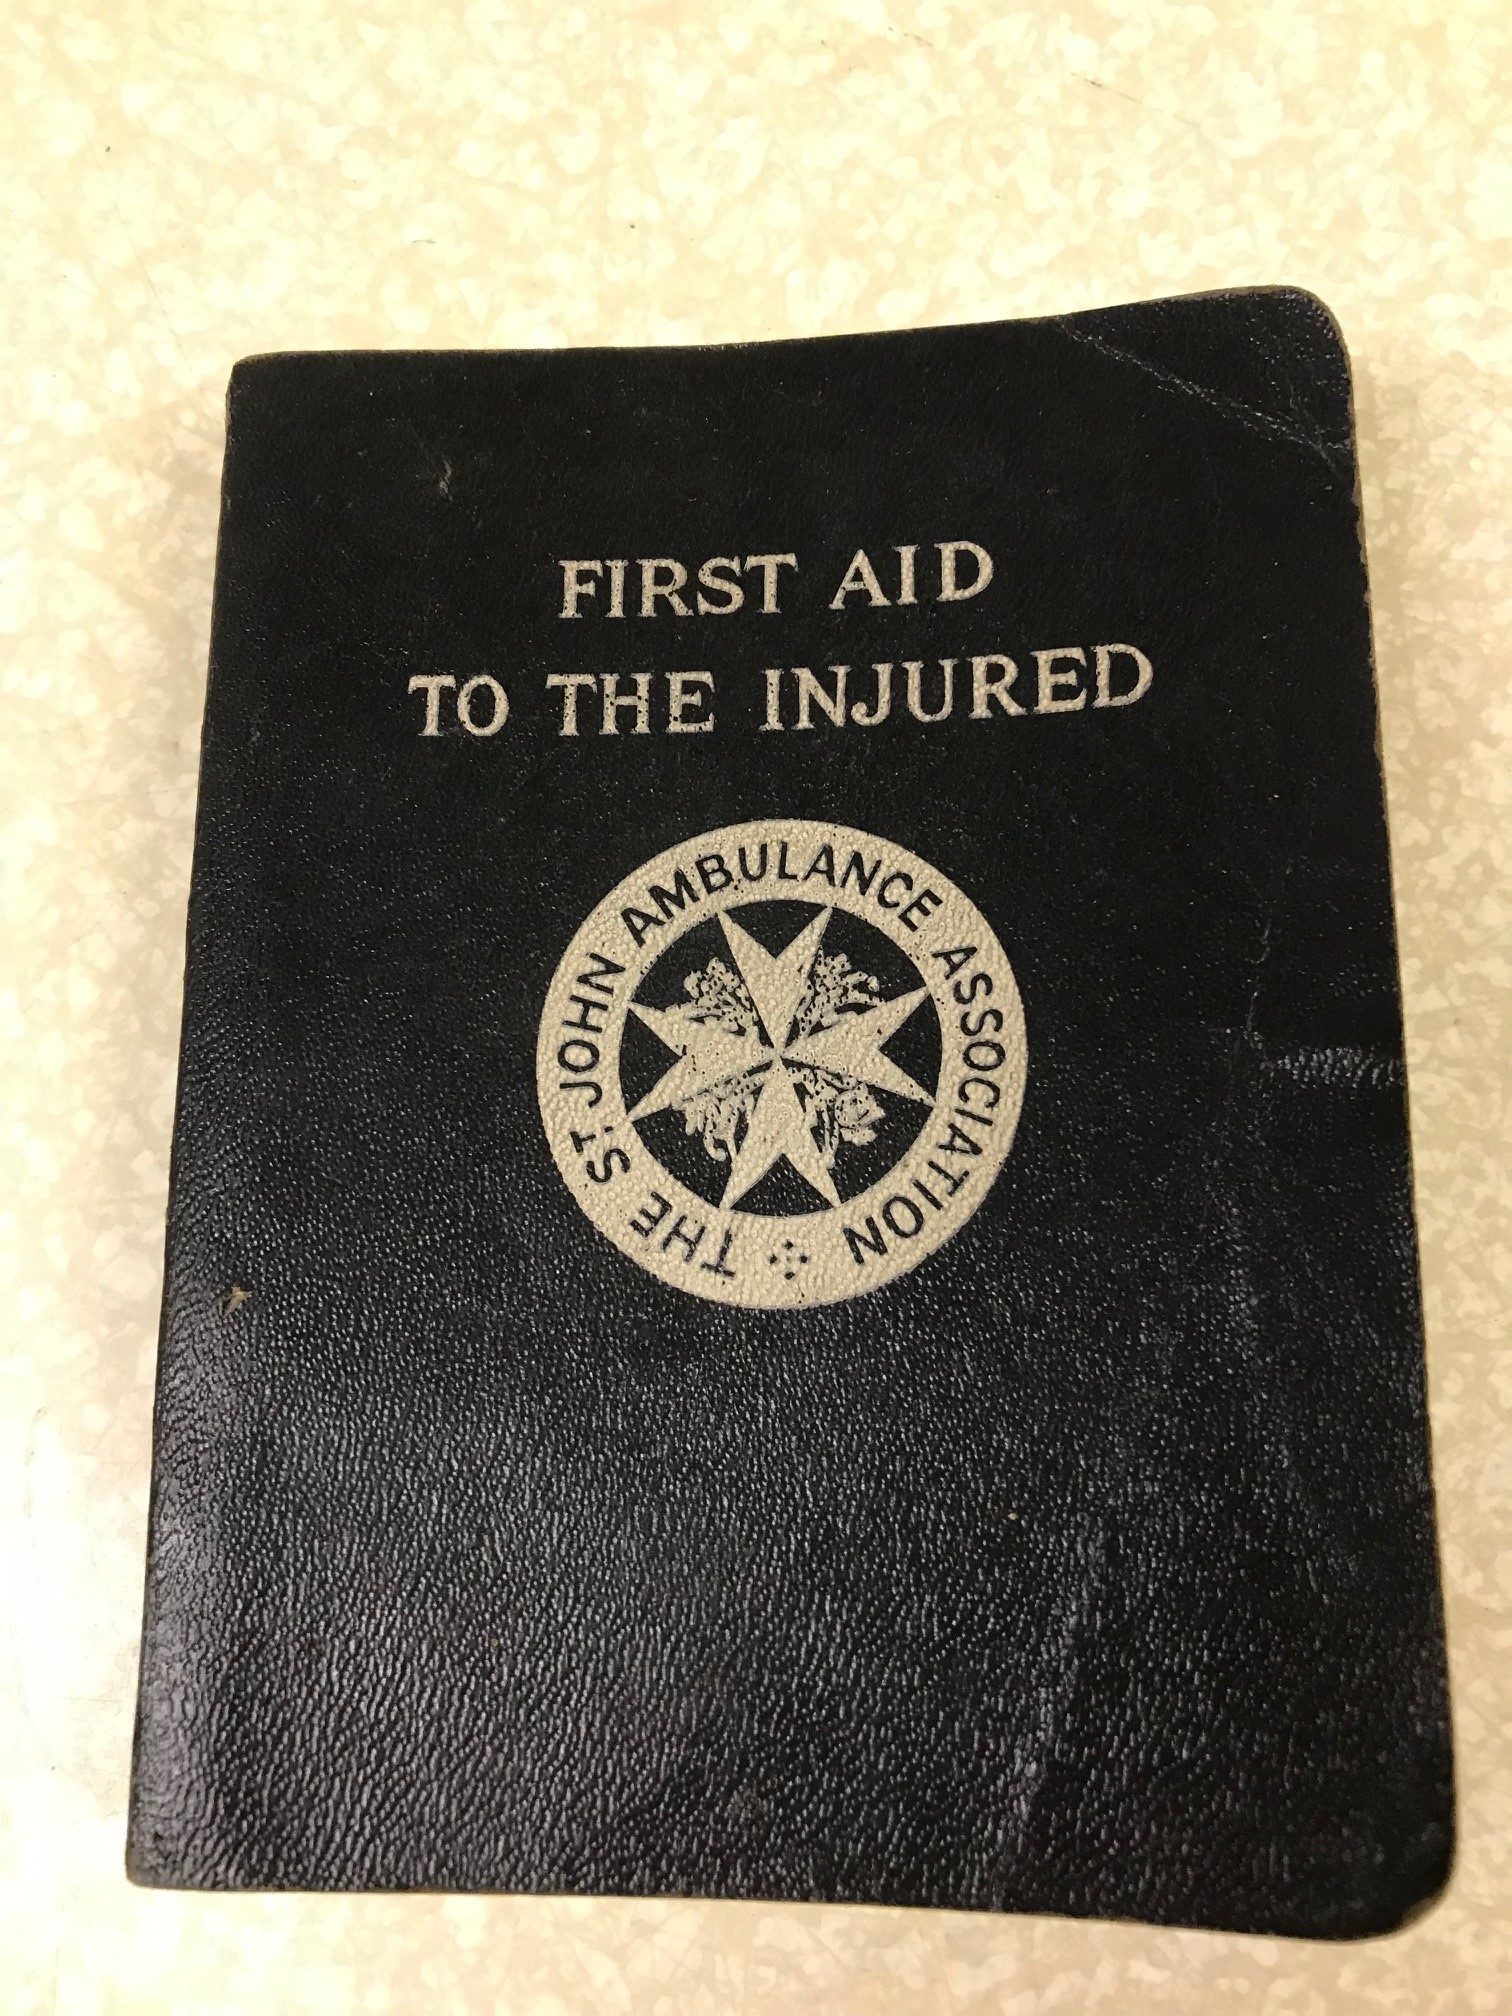 FIRST AID
TO THE INJURED
THE ST. JOHN AMBULANCE ASSOCIATION